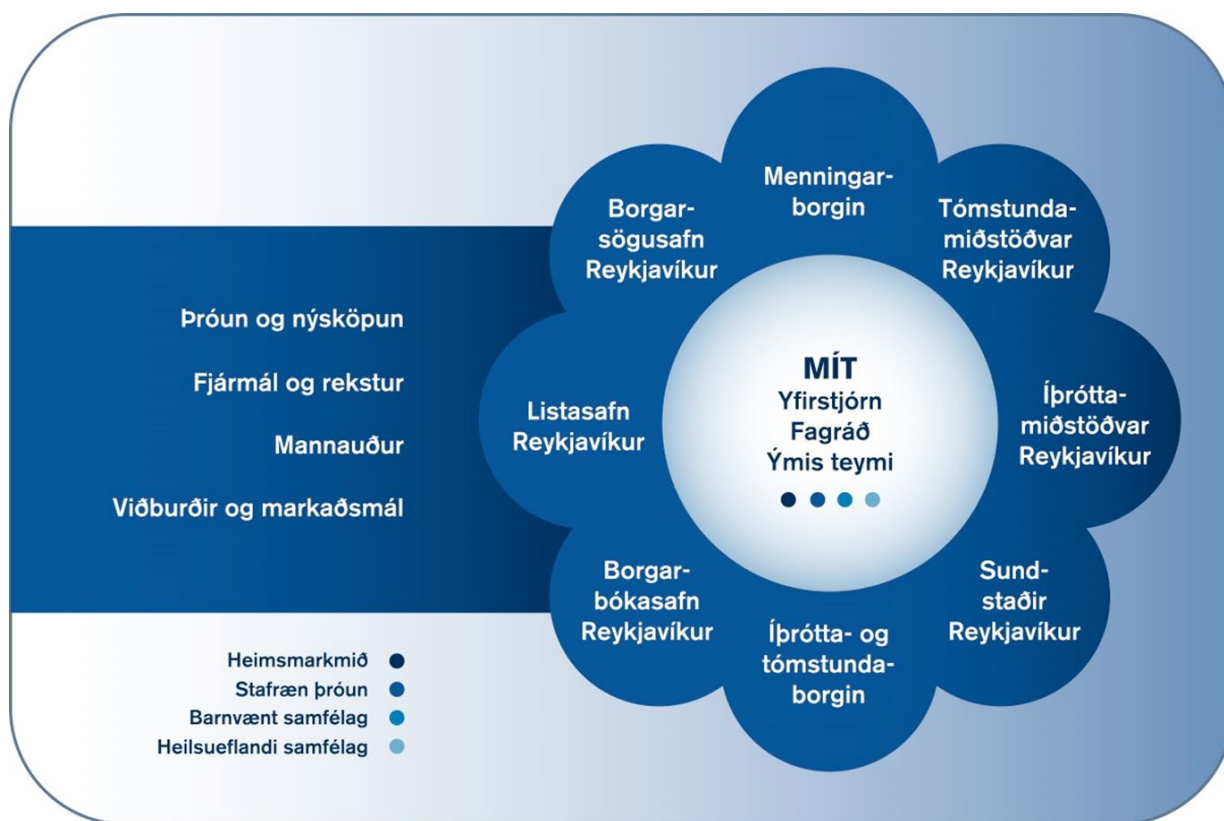 Þróun og nýsköpun
Fjármál og rekstur
Mannauður
Viðburðir og markaðsmál
Menningar-
borgin
Tómstunda-
miðstöðvar
Reykjavíkur
Íþrótta-
miðstöðvar
Reykjavíkur
Sund-
staðir
Reykjavíkur
Íþrótta- og
tómstunda-
borgin
Borgar-
bókasafn
Reykjavíkur
Listasafn
Reykjavíkur
Borgar-
sögusafn
Reykjavíkur
MÍT
Yfirstjórn
Fagráð
Ýmis teymi
Heimsmarkmið
Stafræn þróun
Barnvænt samfélag
Heilsueflandi samfélag